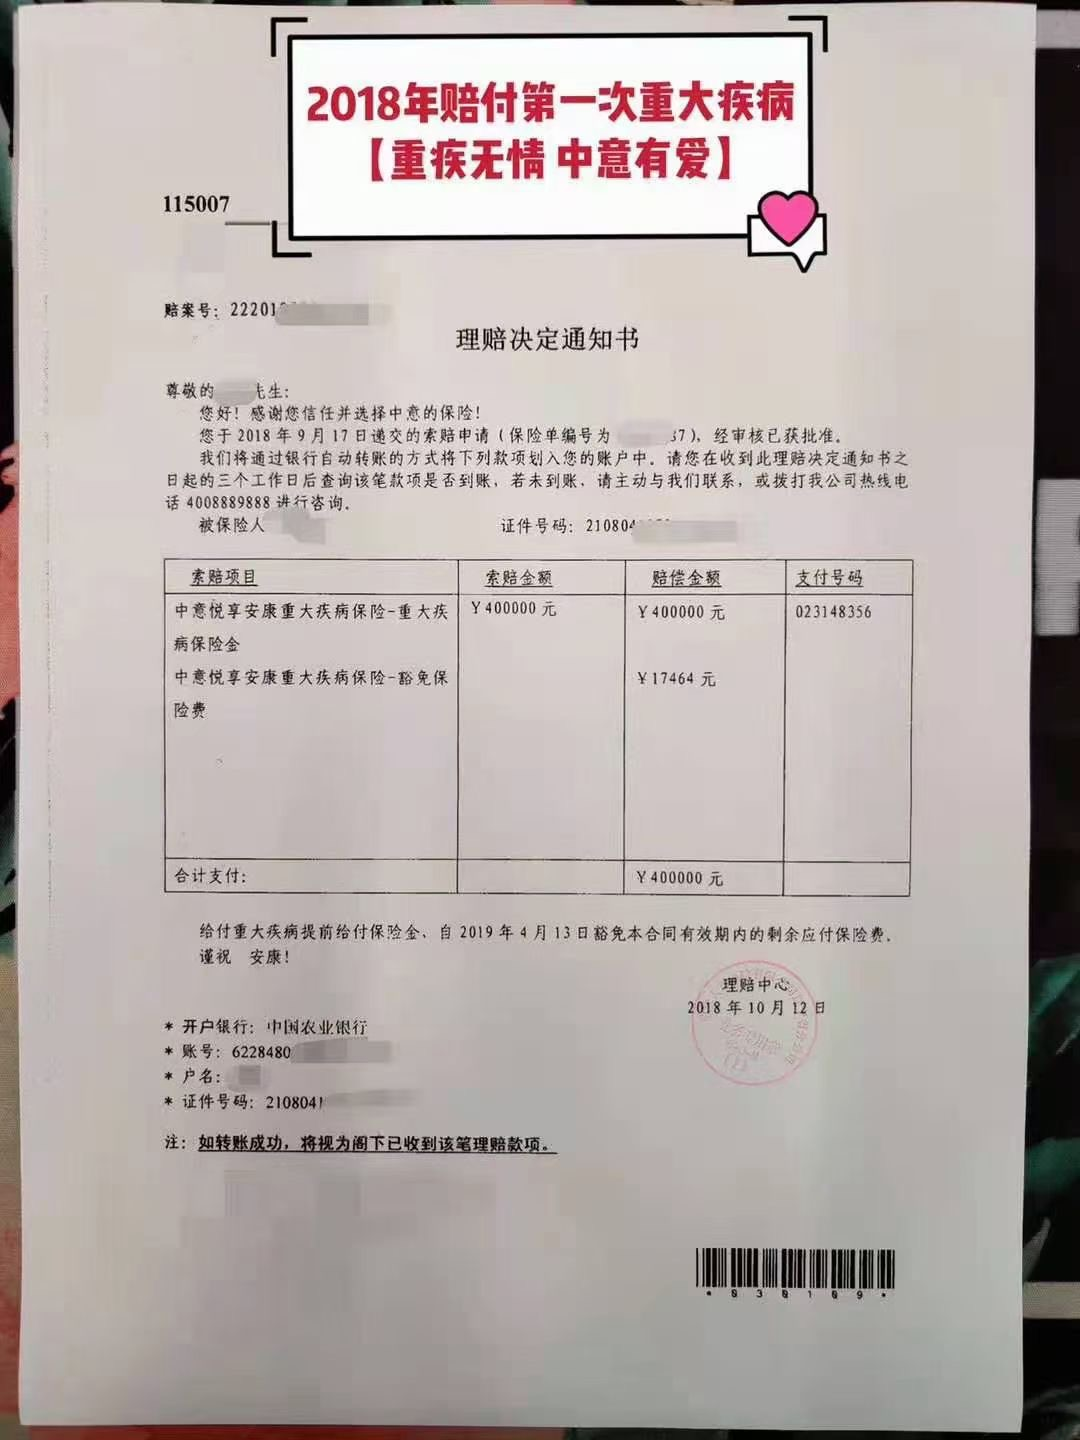 2018年赔付第一次重大疾病
【重疾无情 中意有爱】
115007
赔案号: 22201
理赔决定通知书
尊敬的 先生:
您好! 感谢您信任并选择中意的保险!
您于 2018 年 9 月 17 日递交的索赔申请 (保险单编号为 37), 经审核已获批准。
我们将通过银行自动转账的方式将下列款项划入您的账户中。请您在收到此理赔决定通知书之
日起的三个工作日后查询该笔款项是否到账, 若未到账, 请主动与我们联系, 或拨打我公司热线电
话 4008889888 进行咨询。
被保险人 证件号码: 210804
索赔项目 索赔金额 赔偿金额 支付号码
中意悦享安康重大疾病保险-重大疾 ¥400000 元 ¥400000 元 023148356
病保险金
中意悦享安康重大疾病保险-豁免保 ¥17464 元
险费
合计支付: ¥400000 元
给付重大疾病提前给付保险金、自 2019 年 4 月 13 日豁免本合同有效期内的剩余应付保险费。
谨祝 安康!
理赔中心
2018 年 10 月 12 日
* 开户银行: 中国农业银行
* 账号: 6228480
* 户名:
* 证件号码: 210804
注: 如转账成功, 将视为阁下已收到该笔理赔款项。
*030109*